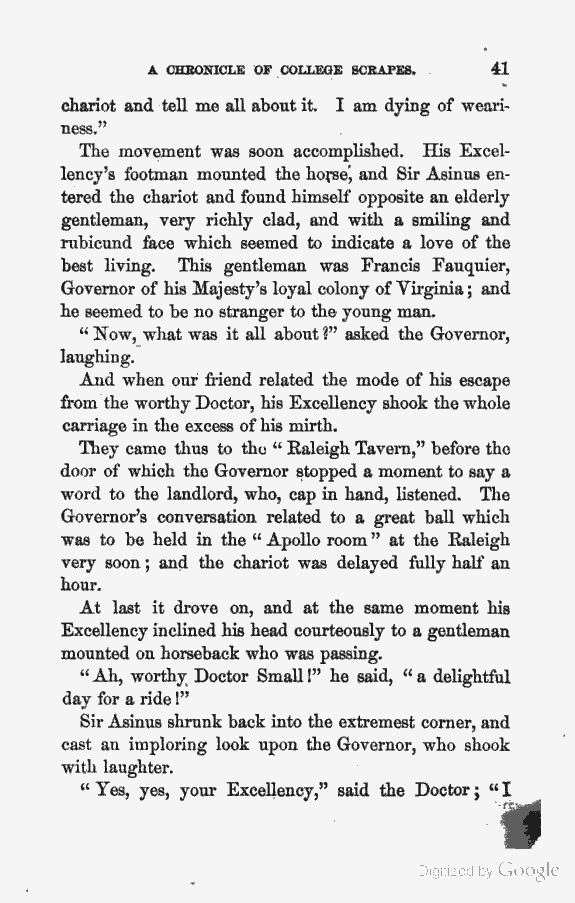 A CHRONICLE OF COLLEGE SCRAPES. 41
chariot and tell me all about it. I am dying of weari-
ness."
The movement was soon accomplished. His Excel-
lency's footman mounted the horse, and Sir Asinus en-
tered the chariot and found himself opposite an elderly
gentleman, very richly clad, and with a smiling and
rubicund face which seemed to indicate a love of the
best living. This gentleman was Francis Fauquier,
Governor of his Majesty's loyal colony of Virginia; and
he seemed to be no stranger to the young man.
"Now, what was it all about?" asked the Governor,
laughing.
And when our friend related the mode of his escape
from the worthy Doctor, his Excellency shook the whole
carriage in the excess of his mirth.
They came thus to the "Raleigh Tavern," before the
door of which the Governor stopped a moment to say a
word to the landlord, who, cap in hand, listened. The
Governor's conversation related to a great ball which
was to be held in the "Apollo room" at the Raleigh
very soon; and the chariot was delayed fully half an
hour.
At last it drove on, and at the same moment his
Excellency inclined his head courteously to a gentleman
mounted on horseback who was passing.
"Ah, worthy Doctor Small!" he said, "a delightful
day for a ride!"
Sir Asinus shrunk back into the extremest corner, and
cast an imploring look upon the Governor, who shook
with laughter.
"Yes, yes, your Excellency," said the Doctor; "I
Digitized by Google